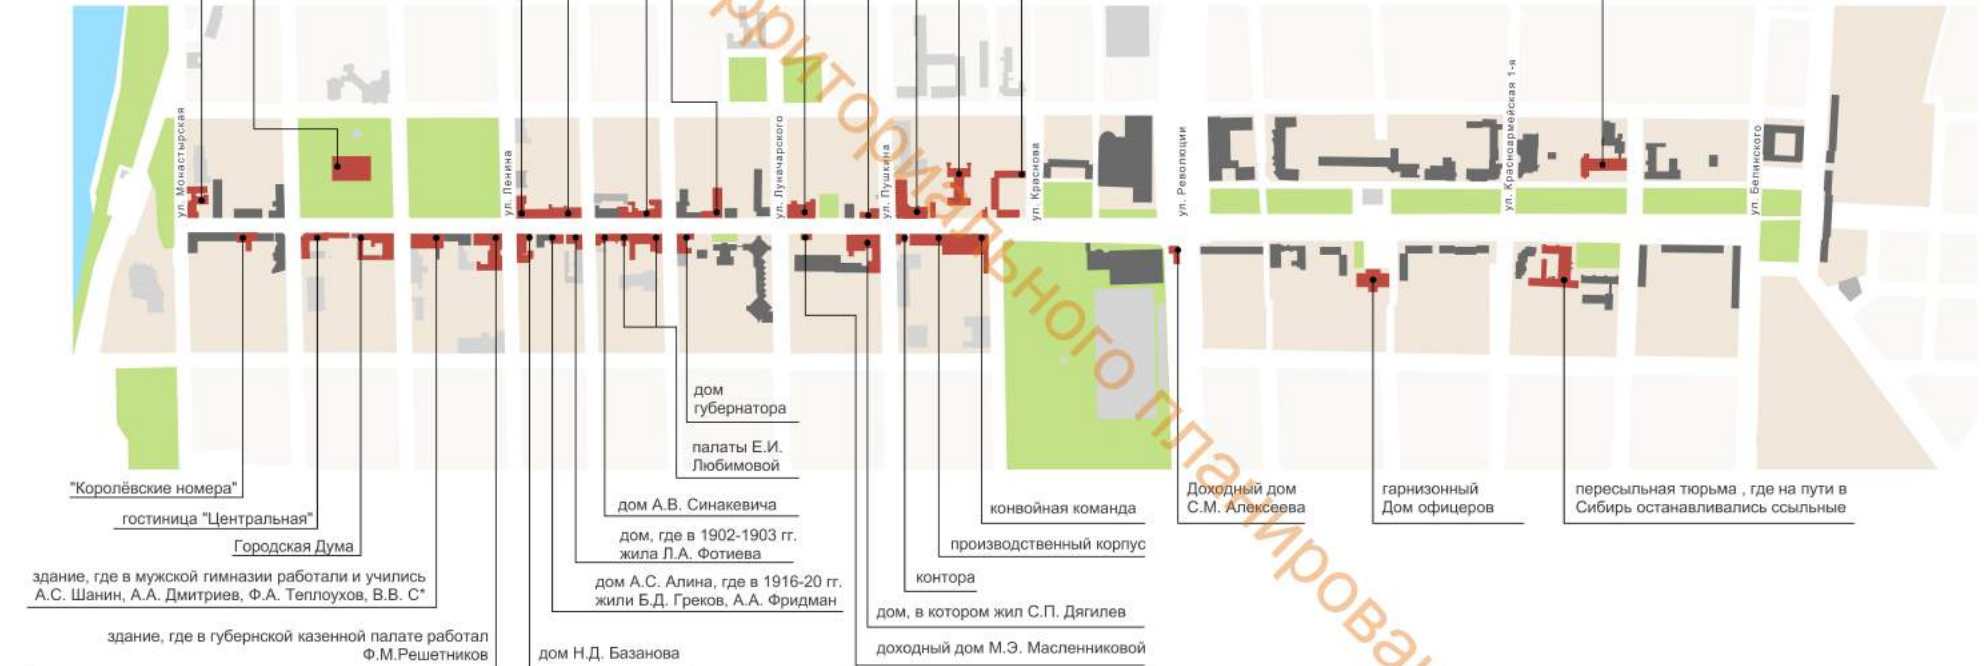 ул. Монастырская
ул. Ленина
ул. Луначарского
ул. Пушкина
ул. Краснова
ул. Революции
ул. Красноармейская 1-я
ул. Белинского
территориального планирова
дом
губернатора
палаты Е.И.
Любимовой
"Королёвские номера"
гостиница "Центральная"
Городская Дума
здание, где в мужской гимназии работали и учились
А.С. Шанин, А.А. Дмитриев, Ф.А. Теплоухов, В.В. С*
здание, где в губернской казенной палате работал
Ф.М.Решетников
дом А.В. Синакевича
дом, где в 1902-1903 гг.
жила Л.А. Фотиева
дом А.С. Алина, где в 1916-20 гг.
жили Б.Д. Греков, А.А. Фридман
дом Н.Д. Базанова
конвойная команда
производственный корпус
контора
дом, в котором жил С.П. Дягилев
доходный дом М.Э. Масленниковой
Доходный дом
С.М. Алексеева
гарнизонный
Дом офицеров
пересыльная тюрьма , где на пути в
Сибирь останавливались ссыльные